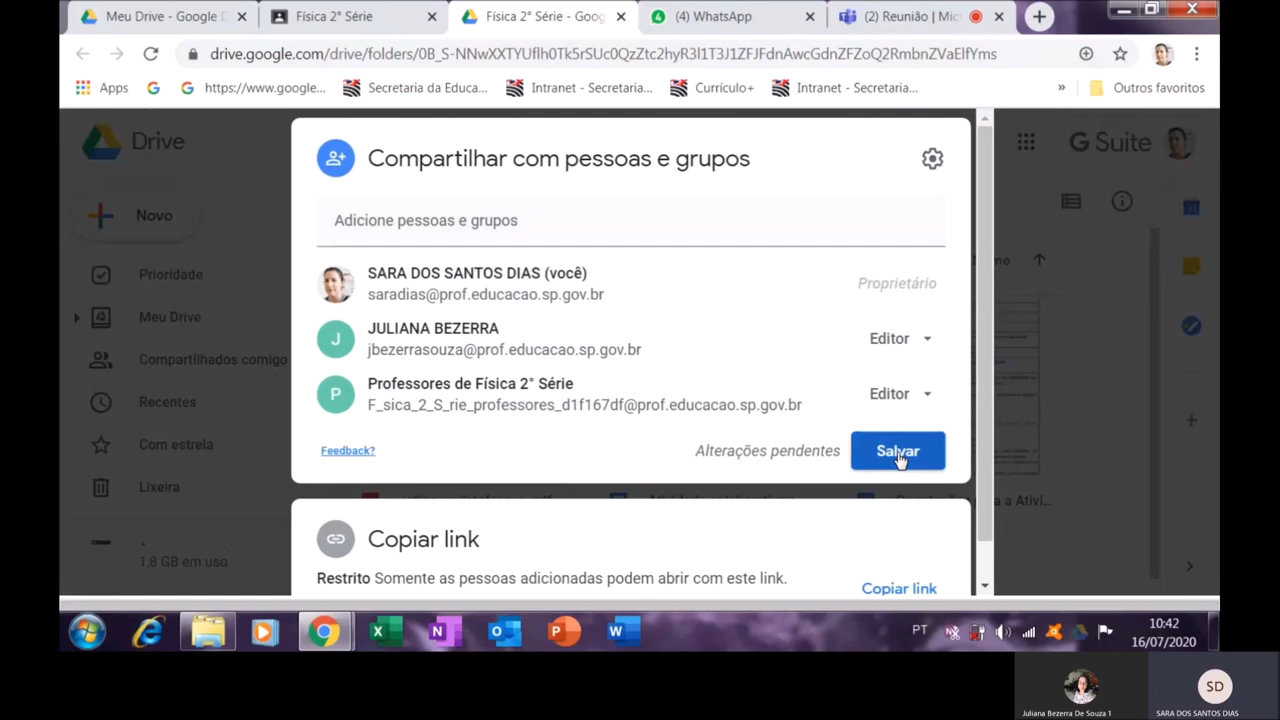 Meu Drive - Google D
Física 2° Série
Física 2° Série - Goog
(4) WhatsApp
(2) Reunião | Mic
drive.google.com/drive/folders/0B_S-NNwXXTYUflh0Tk5rSUc0QzZtc2hyR3l1T3J1ZFJFdnAwcGdnZFZoQ2RmbnZVaElfYms
Apps
https://www.google...
Secretaria da Educa...
Intranet - Secretaria...
Currículo+
Intranet - Secretaria...
»
Outros favoritos
Drive
Compartilhar com pessoas e grupos
G Suite
Novo
Adicione pessoas e grupos
Prioridade
SARA DOS SANTOS DIAS (você)
saradias@prof.educacao.sp.gov.br
Proprietário
Meu Drive
JULIANA BEZERRA
jbezerrasouza@prof.educacao.sp.gov.br
Editor
Compartilhados comigo
Recentes
Professores de Física 2° Série
F_sica_2_S_rie_professores_d1f167df@prof.educacao.sp.gov.br
Editor
Com estrela
Feedback?
Alterações pendentes
Salvar
Lixeira
Copiar link
1,8 GB em uso
Restrito Somente as pessoas adicionadas podem abrir com este link.
Copiar link
PT
10:42
16/07/2020
SD
Juliana Bezerra De Souza 1
SARA DOS SANTOS DIAS